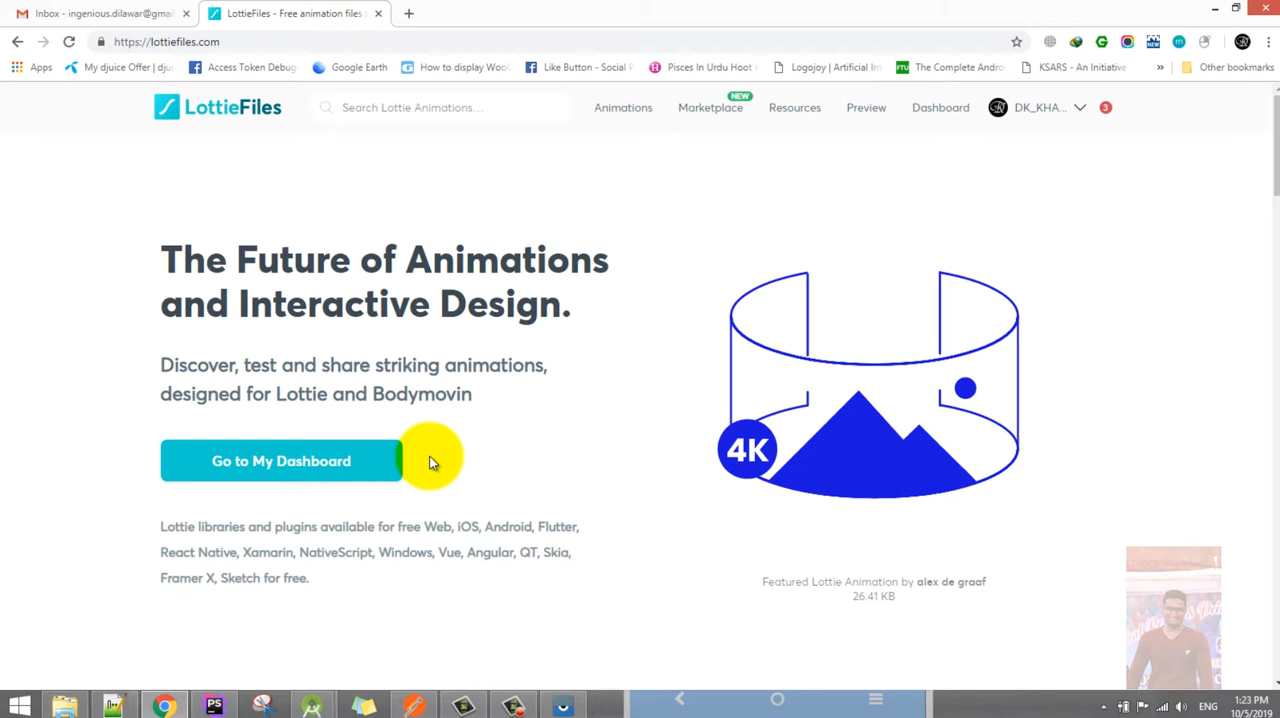 Inbox - ingenious.dilawar@gmai
LottieFiles - Free animation files
https://lottiefiles.com
Apps
My djuice Offer | dju
Access Token Debug
Google Earth
How to display Woo
Like Button - Social P
Pisces In Urdu Hoot
Logojoy | Artificial Int
FTU
The Complete Andro
KSARS - An Initiative
»
Other bookmarks
LottieFiles
Search Lottie Animations...
Animations
NEW
Marketplace
Resources
Preview
Dashboard
DK_KHA...
3
The Future of Animations
and Interactive Design.
Discover, test and share striking animations,
designed for Lottie and Bodymovin
Go to My Dashboard
4K
Lottie libraries and plugins available for free Web, iOS, Android, Flutter,
React Native, Xamarin, NativeScript, Windows, Vue, Angular, QT, Skia,
Framer X, Sketch for free.
Featured Lottie Animation by alex de graaf
26.41 KB
PS
ENG
1:23 PM
10/5/2019